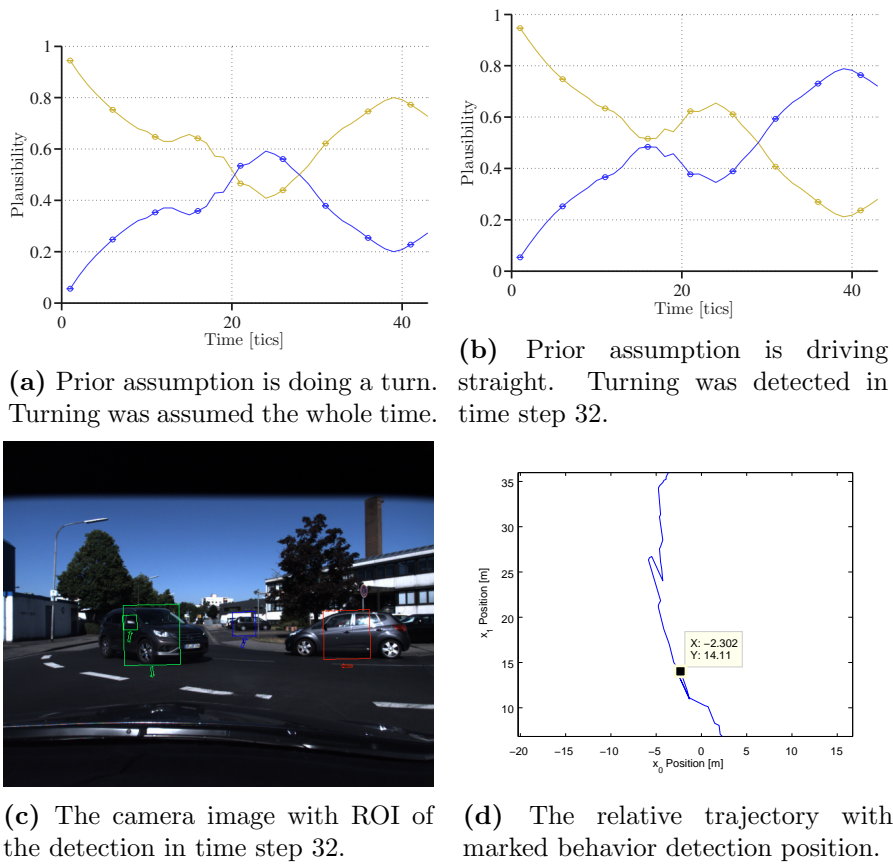 1
0.8
0.6
0.4
0.2
0
Plausibility
0
20
40
Time [tics]
(a) Prior assumption is doing a turn.
Turning was assumed the whole time.
1
0.8
0.6
0.4
0.2
0
Plausibility
0
20
40
Time [tics]
(b) Prior assumption is driving
straight. Turning was detected in
time step 32.
(c) The camera image with ROI of
the detection in time step 32.
35
30
25
20
15
10
x1 Position [m]
X: −2.302
Y: 14.11
−20
−15
−10
−5
0
5
10
15
x0 Position [m]
(d) The relative trajectory with
marked behavior detection position.